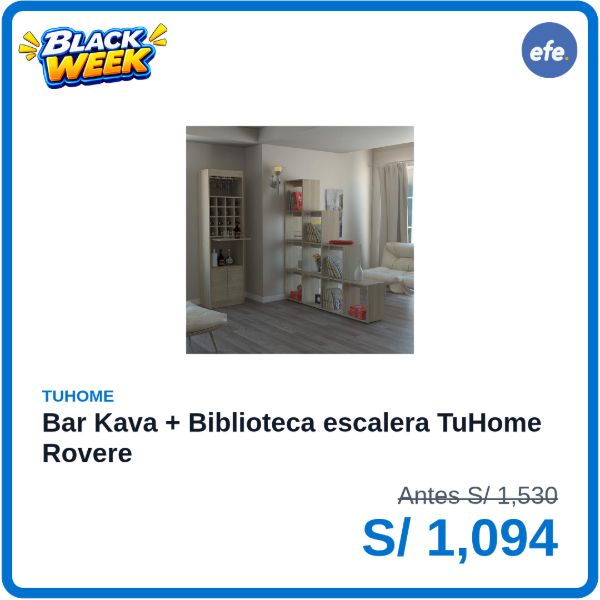 BLACK
WEEK
efe.
TUHOME
Bar Kava + Biblioteca escalera TuHome
Rovere
Antes S/ 1,530
S/ 1,094